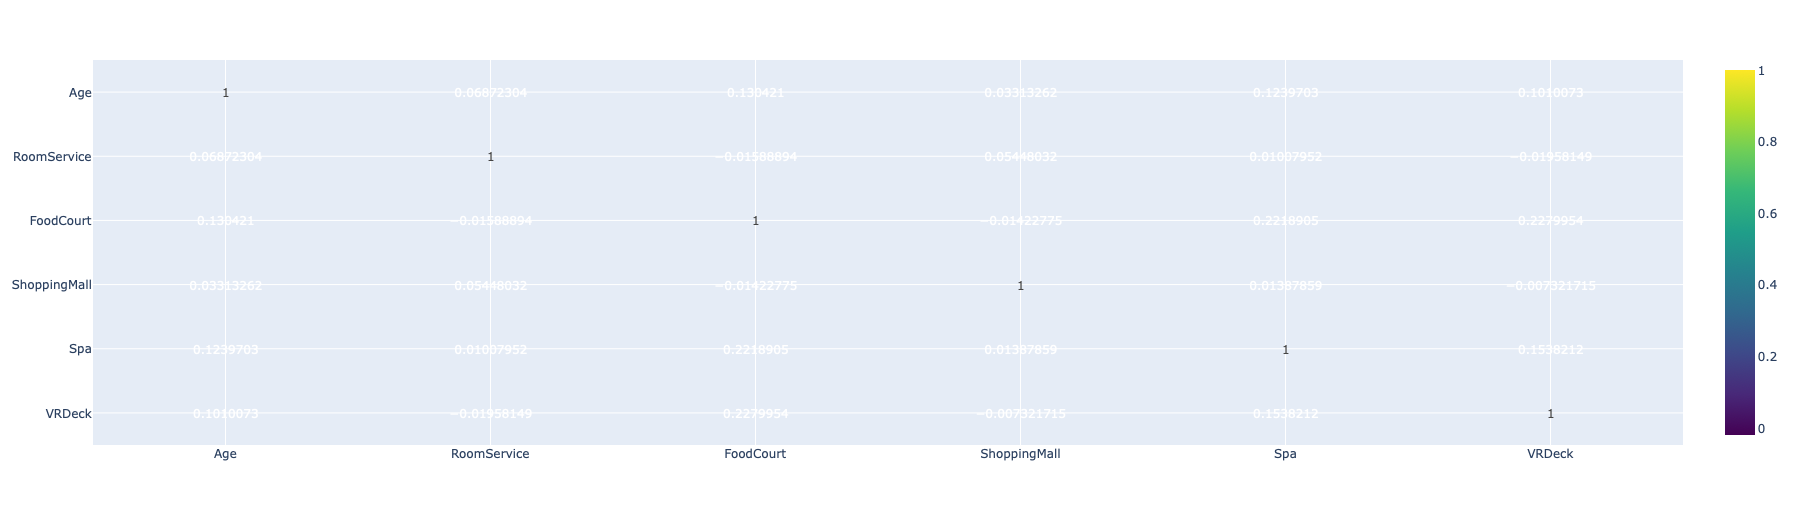 Age 1 0.06872304 0.130421 0.03313262 0.1239703 0.1010073
RoomService 0.06872304 1 −0.01588894 0.05448032 0.01007952 −0.01958149
FoodCourt 0.130421 −0.01588894 1 −0.01422775 0.2218905 0.2279954
ShoppingMall 0.03313262 0.05448032 −0.01422775 1 0.01387859 −0.007321715
Spa 0.1239703 0.01007952 0.2218905 0.01387859 1 0.1538212
VRDeck 0.1010073 −0.01958149 0.2279954 −0.007321715 0.1538212 1
Age RoomService FoodCourt ShoppingMall Spa VRDeck
1
0.8
0.6
0.4
0.2
0